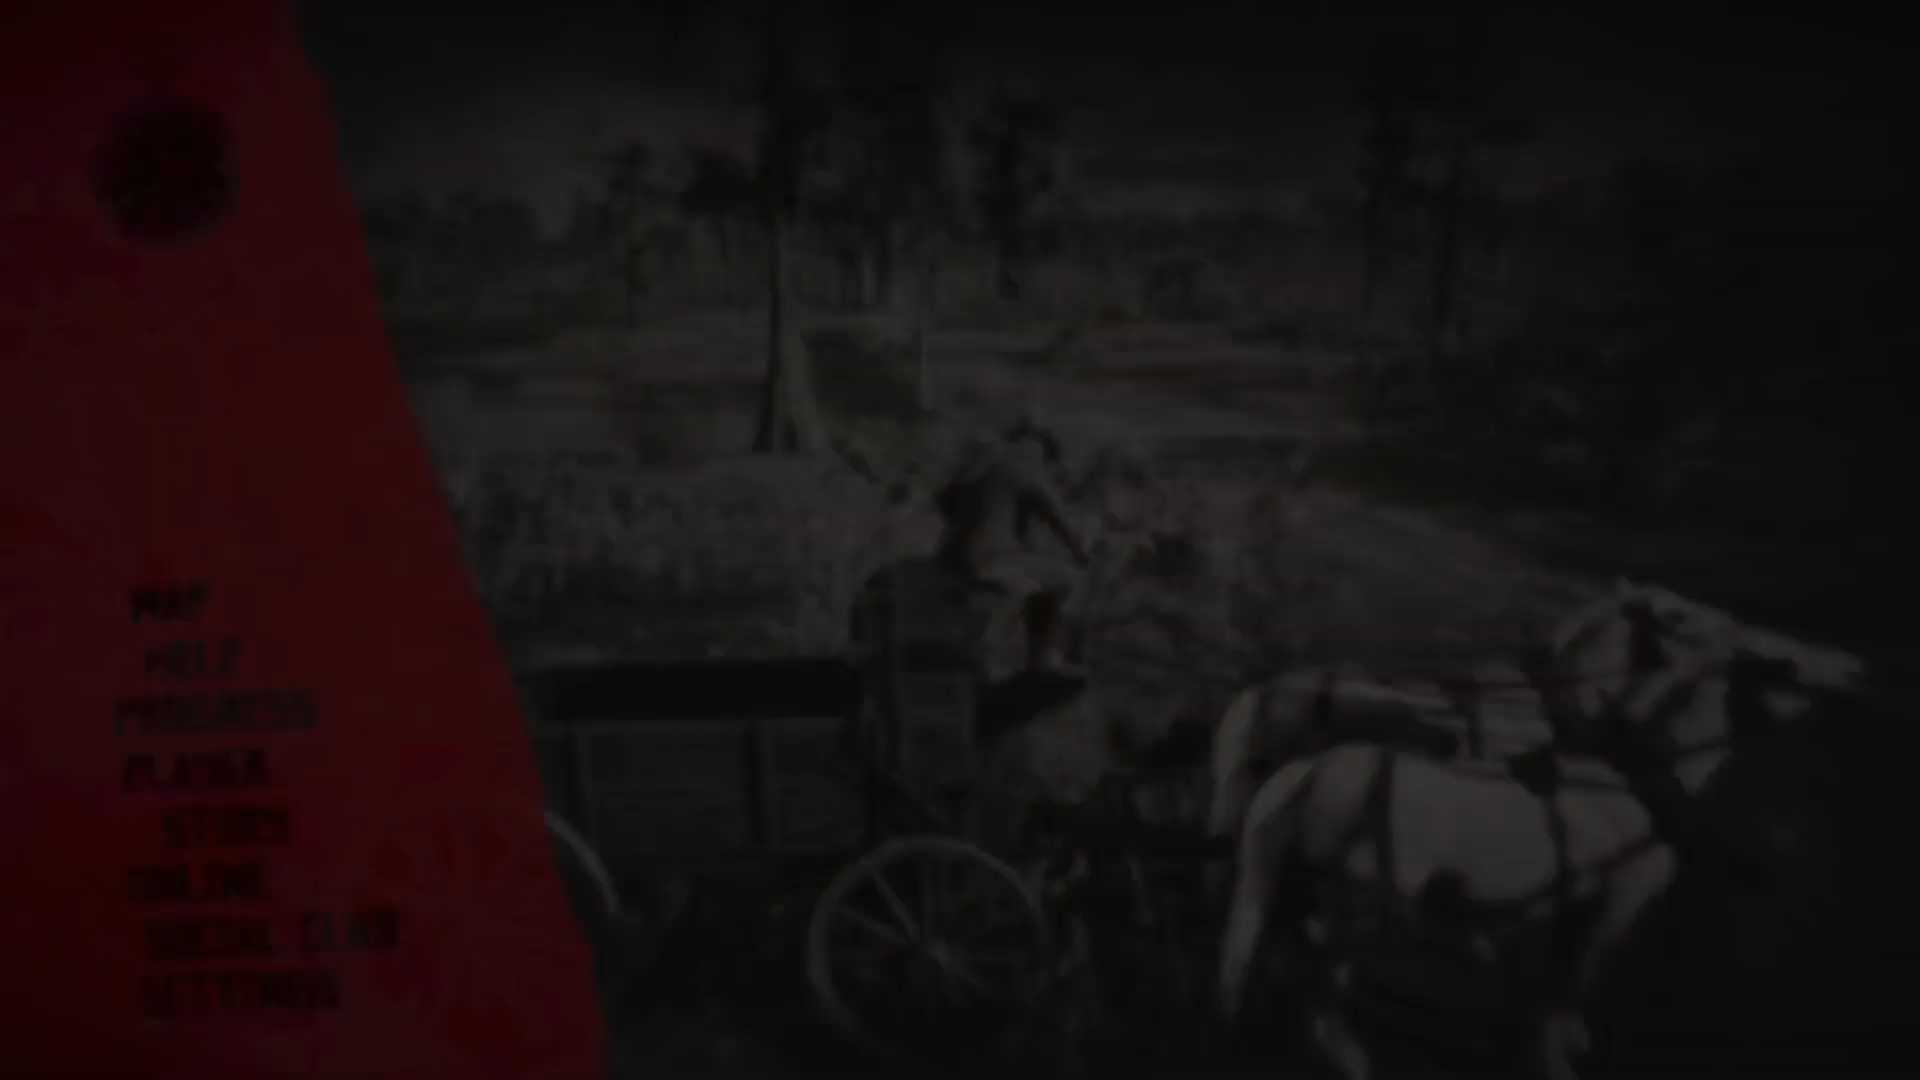 MAP
HELP
PROGRESS
PLAYER
STORY
ONLINE
SOCIAL CLUB
SETTINGS